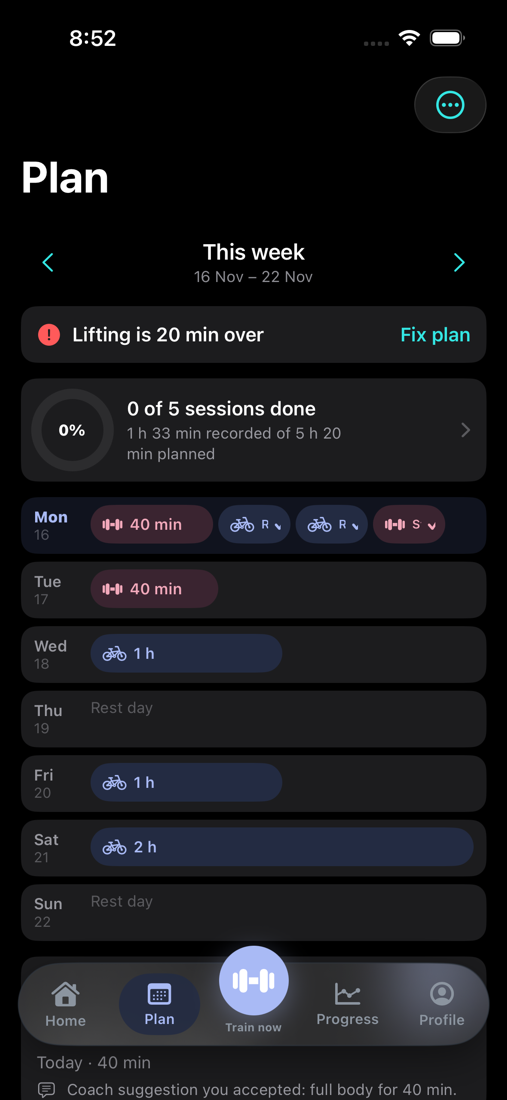 8:52
Plan
This week
16 Nov – 22 Nov
Lifting is 20 min over
Fix plan
0%
0 of 5 sessions done
1 h 33 min recorded of 5 h 20
min planned
Mon
16
40 min
R
R
S
Tue
17
40 min
Wed
18
1 h
Thu
19
Rest day
Fri
20
1 h
Sat
21
2 h
Sun
22
Rest day
Home
Plan
Train now
Progress
Profile
Today · 40 min
Coach suggestion you accepted: full body for 40 min.